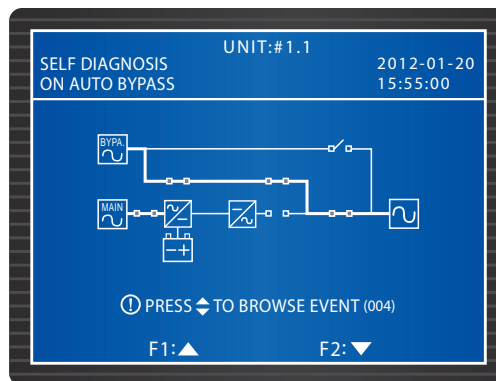 UNIT:#1.1
SELF DIAGNOSIS
ON AUTO BYPASS
2012-01-20
15:55:00
BYPA.
MAIN
PRESS TO BROWSE EVENT (004)
F1:
F2: